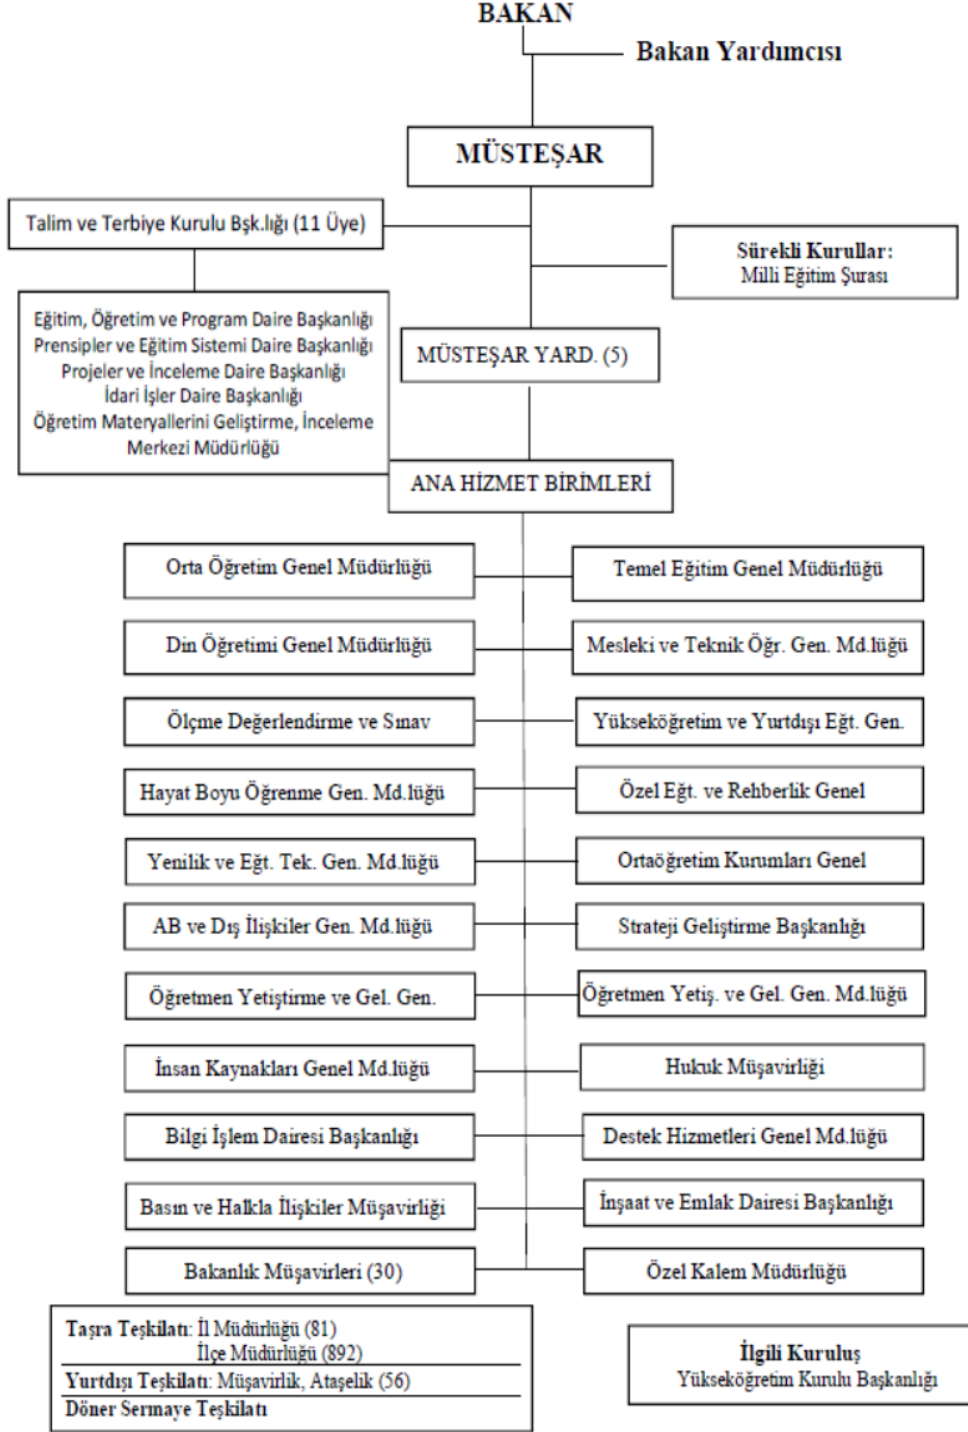 BAKAN
Bakan Yardımcısı
MÜSTEŞAR
Talim ve Terbiye Kurulu Bşk.lığı (11 Üye)
Sürekli Kurullar:
Milli Eğitim Şurası
Eğitim, Öğretim ve Program Daire Başkanlığı
Prensipler ve Eğitim Sistemi Daire Başkanlığı
Projeler ve İnceleme Daire Başkanlığı
İdari İşler Daire Başkanlığı
Öğretim Materyallerini Geliştirme, İnceleme
Merkezi Müdürlüğü
MÜSTEŞAR YARD. (5)
ANA HİZMET BİRİMLERİ
Orta Öğretim Genel Müdürlüğü
Temel Eğitim Genel Müdürlüğü
Din Öğretimi Genel Müdürlüğü
Mesleki ve Teknik Öğr. Gen. Md.lüğü
Ölçme Değerlendirme ve Sınav
Yükseköğretim ve Yurtdışı Eğt. Gen.
Hayat Boyu Öğrenme Gen. Md.lüğü
Özel Eğt. ve Rehberlik Genel
Yenilik ve Eğt. Tek. Gen. Md.lüğü
Ortaöğretim Kurumları Genel
AB ve Dış İlişkiler Gen. Md.lüğü
Strateji Geliştirme Başkanlığı
Öğretmen Yetiştirme ve Gel. Gen.
Öğretmen Yetiş. ve Gel. Gen. Md.lüğü
İnsan Kaynakları Genel Md.lüğü
Hukuk Müşavirliği
Bilgi İşlem Dairesi Başkanlığı
Destek Hizmetleri Genel Md.lüğü
Basın ve Halkla İlişkiler Müşavirliği
İnşaat ve Emlak Dairesi Başkanlığı
Bakanlık Müşavirleri (30)
Özel Kalem Müdürlüğü
Taşra Teşkilatı: İl Müdürlüğü (81)
İlçe Müdürlüğü (892)
Yurtdışı Teşkilatı: Müşavirlik, Ataşelik (56)
Döner Sermaye Teşkilatı
İlgili Kuruluş
Yükseköğretim Kurulu Başkanlığı